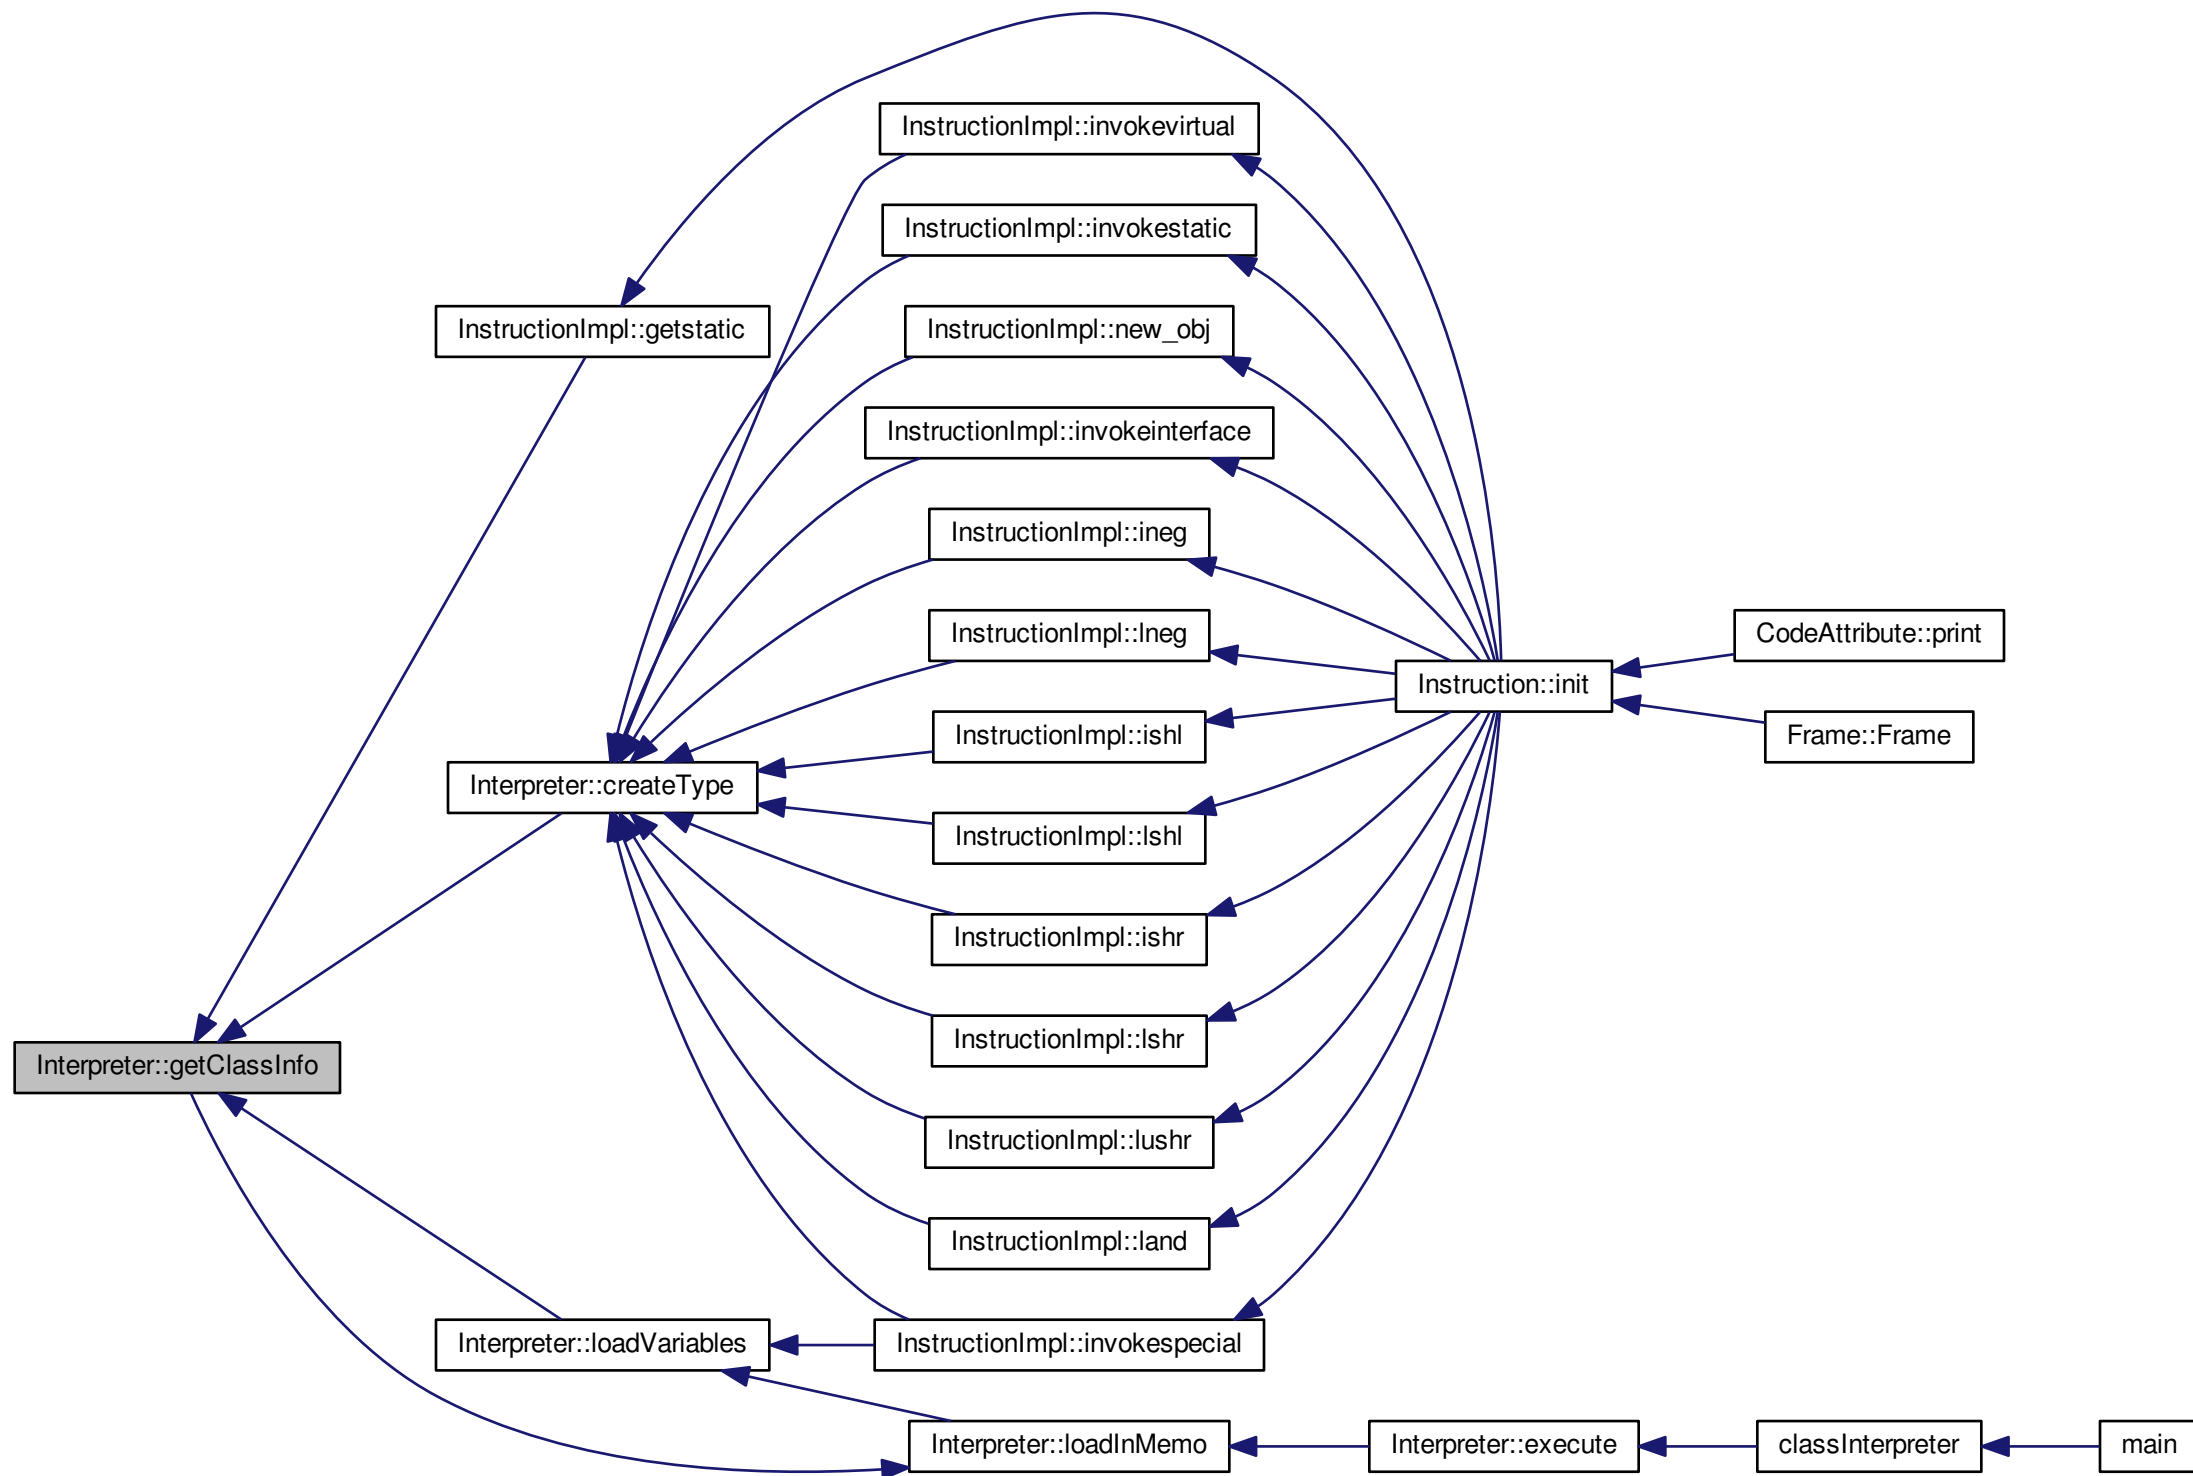 InstructionImpl::invokevirtual
InstructionImpl::invokestatic
InstructionImpl::getstatic
InstructionImpl::new_obj
InstructionImpl::invokeinterface
InstructionImpl::ineg
InstructionImpl::lneg
CodeAttribute::print
Instruction::init
InstructionImpl::ishl
Frame::Frame
Interpreter::createType
InstructionImpl::lshl
InstructionImpl::ishr
InstructionImpl::lshr
Interpreter::getClassInfo
InstructionImpl::lushr
InstructionImpl::land
Interpreter::loadVariables
InstructionImpl::invokespecial
Interpreter::loadInMemo
Interpreter::execute
classInterpreter
main